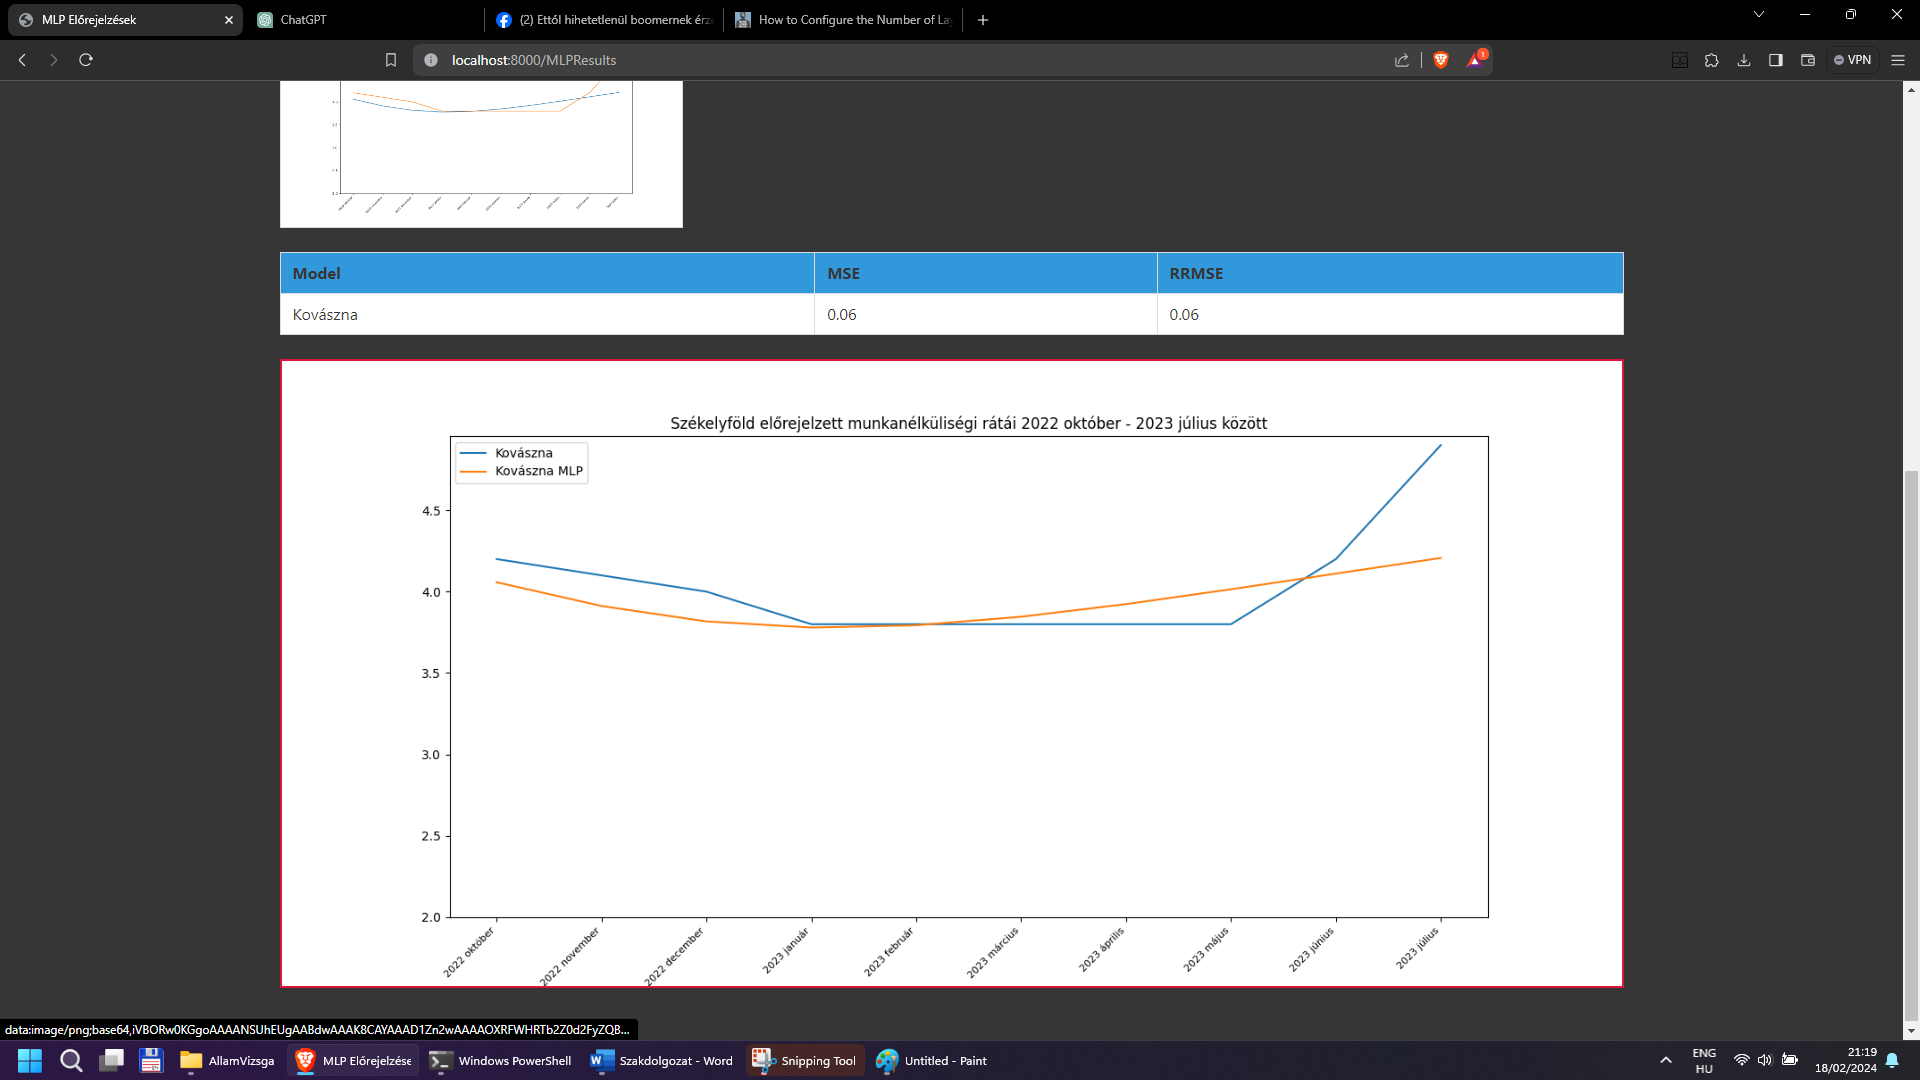 MLP Előrejelzések
ChatGPT
(2) Ettől hihetetlenül boomernek érz
How to Configure the Number of La
localhost:8000/MLPResults
1
VPN
Model MSE RRMSE
Kovászna 0.06 0.06
Székelyföld előrejelzett munkanélküliségi rátái 2022 október - 2023 július között
Kovászna
Kovászna MLP
4.5
4.0
3.5
3.0
2.5
2.0
2022 október
2022 november
2022 december
2023 január
2023 február
2023 március
2023 április
2023 május
2023 június
2023 július
data:image/png;base64,iVBORw0KGgoAAAANSUhEUgAABdwAAAK8CAYAAAD1Zn2wAAAAOXRFWHRTb2Z0d2FyZQB...
AllamVizsga
MLP Előrejelzése
Windows PowerShell
Szakdolgozat - Word
Snipping Tool
Untitled - Paint
ENG
HU
21:19
18/02/2024